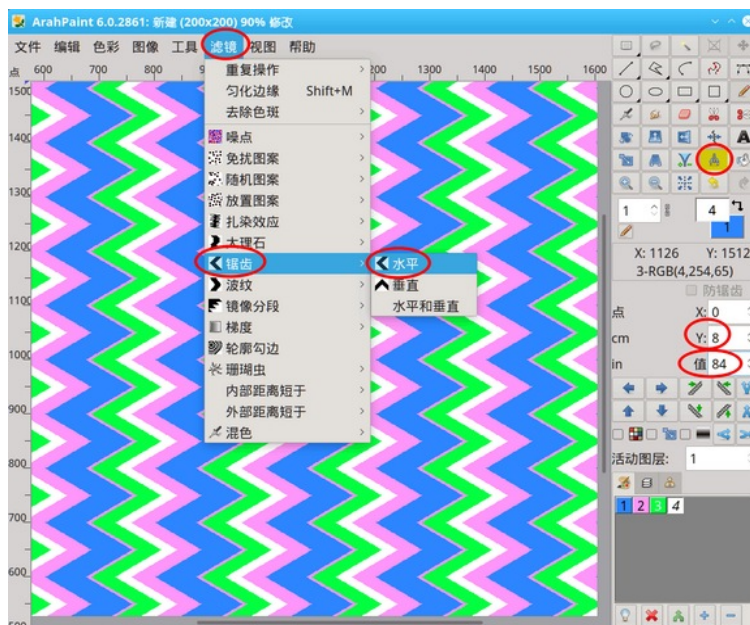 ArahPaint 6.0.2861: 新建 (200x200) 90% 修改
文件 编辑 色彩 图像 工具 滤镜 视图 帮助
点 600 700 800 9 200 1300 1400 1500 1600
重复操作
匀化边缘 Shift+M
去除色斑
噪点
免扰图案
随机图案
放置图案
扎染效应
大理石
锯齿
波纹
镜像分段
梯度
轮廓勾边
珊瑚虫
内部距离短于
外部距离短于
混色
水平
垂直
水平和垂直
1500
1400
1300
1200
1100
1000
900
800
700
600
500
A
1 4
1
X: 1126 Y: 1512
3-RGB(4,254,65)
防锯齿
点 X: 0
cm Y: 8
in 值 84
活动图层: 1
1 2 3 4